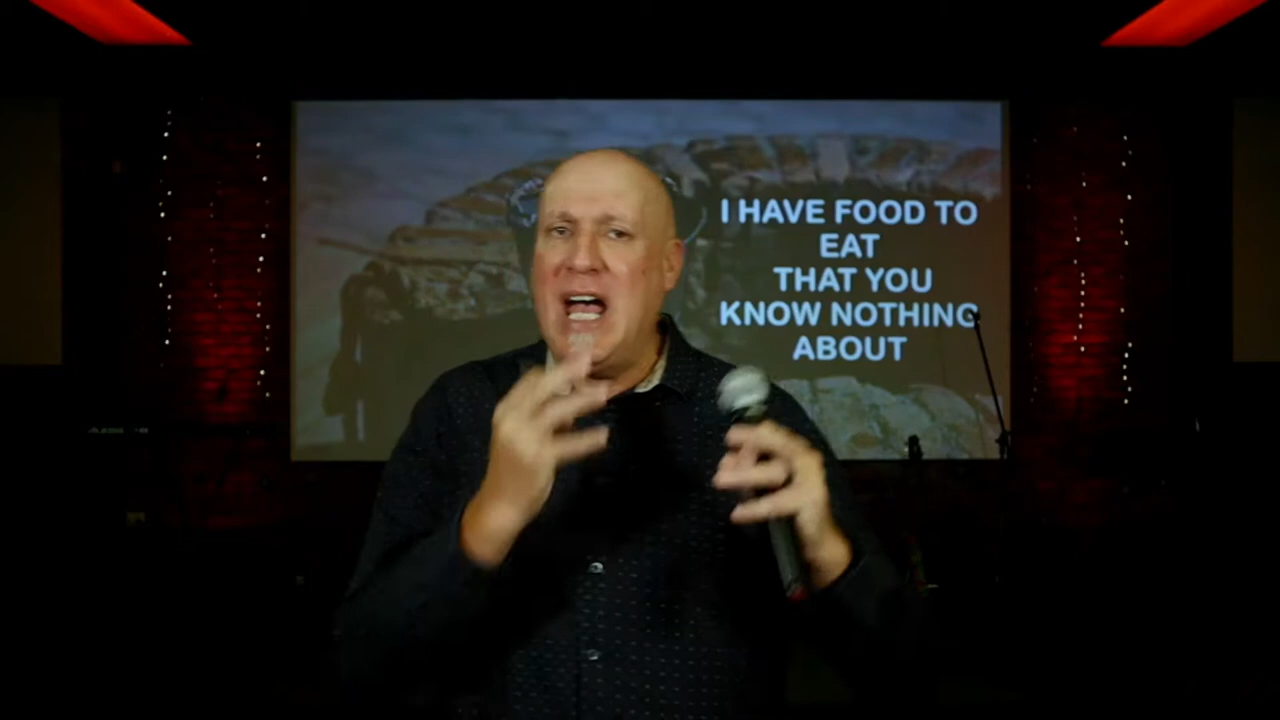 I HAVE FOOD TO
EAT
THAT YOU
KNOW NOTHING
ABOUT